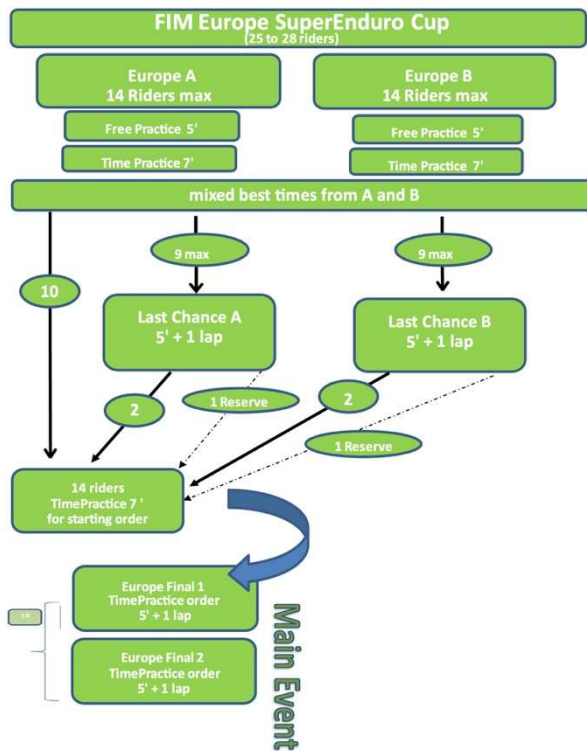 FIM Europe SuperEnduro Cup
(25 to 28 riders)
Europe A
14 Riders max
Europe B
14 Riders max
Free Practice 5'
Free Practice 5'
Time Practice 7'
Time Practice 7'
mixed best times from A and B
9 max
9 max
10
Last Chance A
5' + 1 lap
Last Chance B
5' + 1 lap
2
1 Reserve
2
1 Reserve
14 riders
TimePractice 7 '
for starting order
Europe Final 1
TimePractice order
5' + 1 lap
Europe Final 2
TimePractice order
5' + 1 lap
Main Event